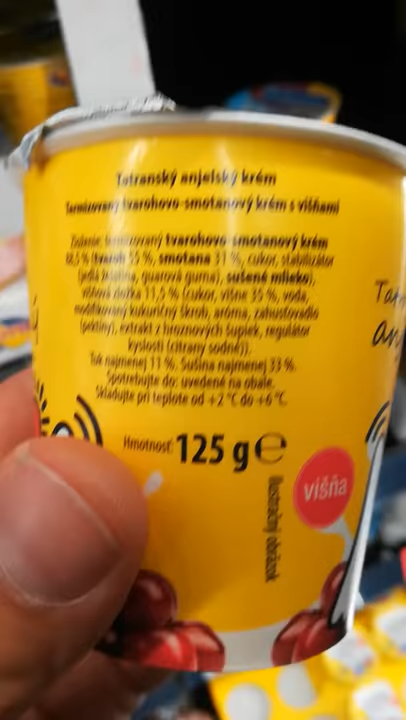 Tatranský anjelský krém
Termizovaný tvarohovo-smotanový krém s višňami
Zloženie: termizovaný tvarohovo-smotanový krém
88,5 % (tvaroh 55 %, smotana 31 %, cukor, stabilizátor
(jedlá želatína, guarová guma), sušené mlieko),
višňová zložka 11,5 % (cukor, višne 35 %, voda,
modifikovaný kukuričný škrob, aróma, zahusťovadlo
(pektíny), extrakt z hroznových šupiek, regulátor
kyslosti (citrany sodné)).
Tuk najmenej 11 %. Sušina najmenej 33 %.
Spotrebujte do: uvedené na obale.
Skladujte pri teplote od +2 °C do +6 °C.
Hmotnosť: 125 g ℮
višňa
Ilustračný obrázok